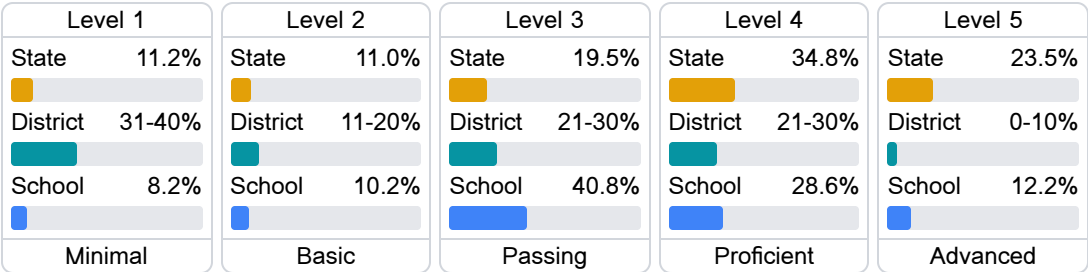 Level 1
State 11.2%
District 31-40%
School 8.2%
Minimal
Level 2
State 11.0%
District 11-20%
School 10.2%
Basic
Level 3
State 19.5%
District 21-30%
School 40.8%
Passing
Level 4
State 34.8%
District 21-30%
School 28.6%
Proficient
Level 5
State 23.5%
District 0-10%
School 12.2%
Advanced